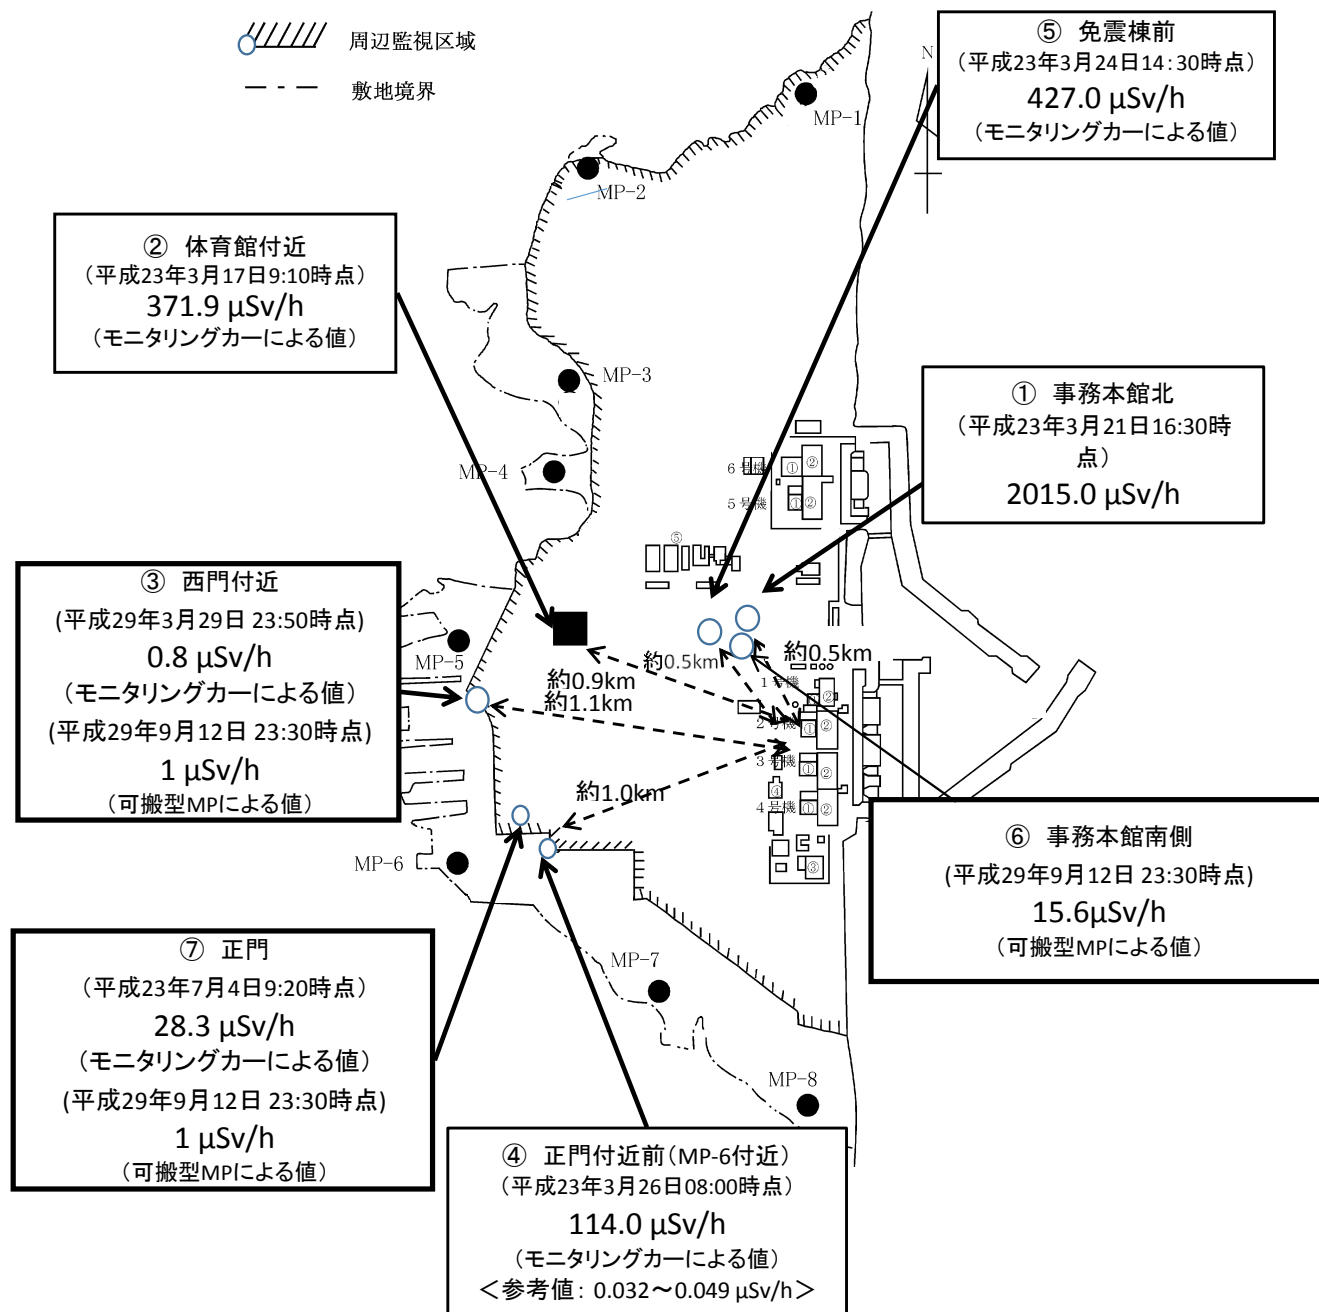 周辺監視区域
敷地境界
⑤ 免震棟前
(平成23年3月24日14:30時点)
427.0 μSv/h
(モニタリングカーによる値)
N
MP-1
MP-2
② 体育館付近
(平成23年3月17日9:10時点)
371.9 μSv/h
(モニタリングカーによる値)
MP-3
① 事務本館北
(平成23年3月21日16:30時
点)
2015.0 μSv/h
MP-4
6号機
①
②
5号機
①
②
⑤
③ 西門付近
(平成29年3月29日 23:50時点)
0.8 μSv/h
(モニタリングカーによる値)
(平成29年9月12日 23:30時点)
1 μSv/h
(可搬型MPによる値)
MP-5
約0.5km
約0.5km
約0.9km
約1.1km
1号機
②
2号機
①
②
3号機
①
②
約1.0km
④
4号機
①
②
③
MP-6
⑥ 事務本館南側
(平成29年9月12日 23:30時点)
15.6μSv/h
(可搬型MPによる値)
⑦ 正門
(平成23年7月4日9:20時点)
28.3 μSv/h
(モニタリングカーによる値)
(平成29年9月12日 23:30時点)
1 μSv/h
(可搬型MPによる値)
MP-7
MP-8
④ 正門付近前(MP-6付近)
(平成23年3月26日08:00時点)
114.0 μSv/h
(モニタリングカーによる値)
<参考値: 0.032~0.049 μSv/h>